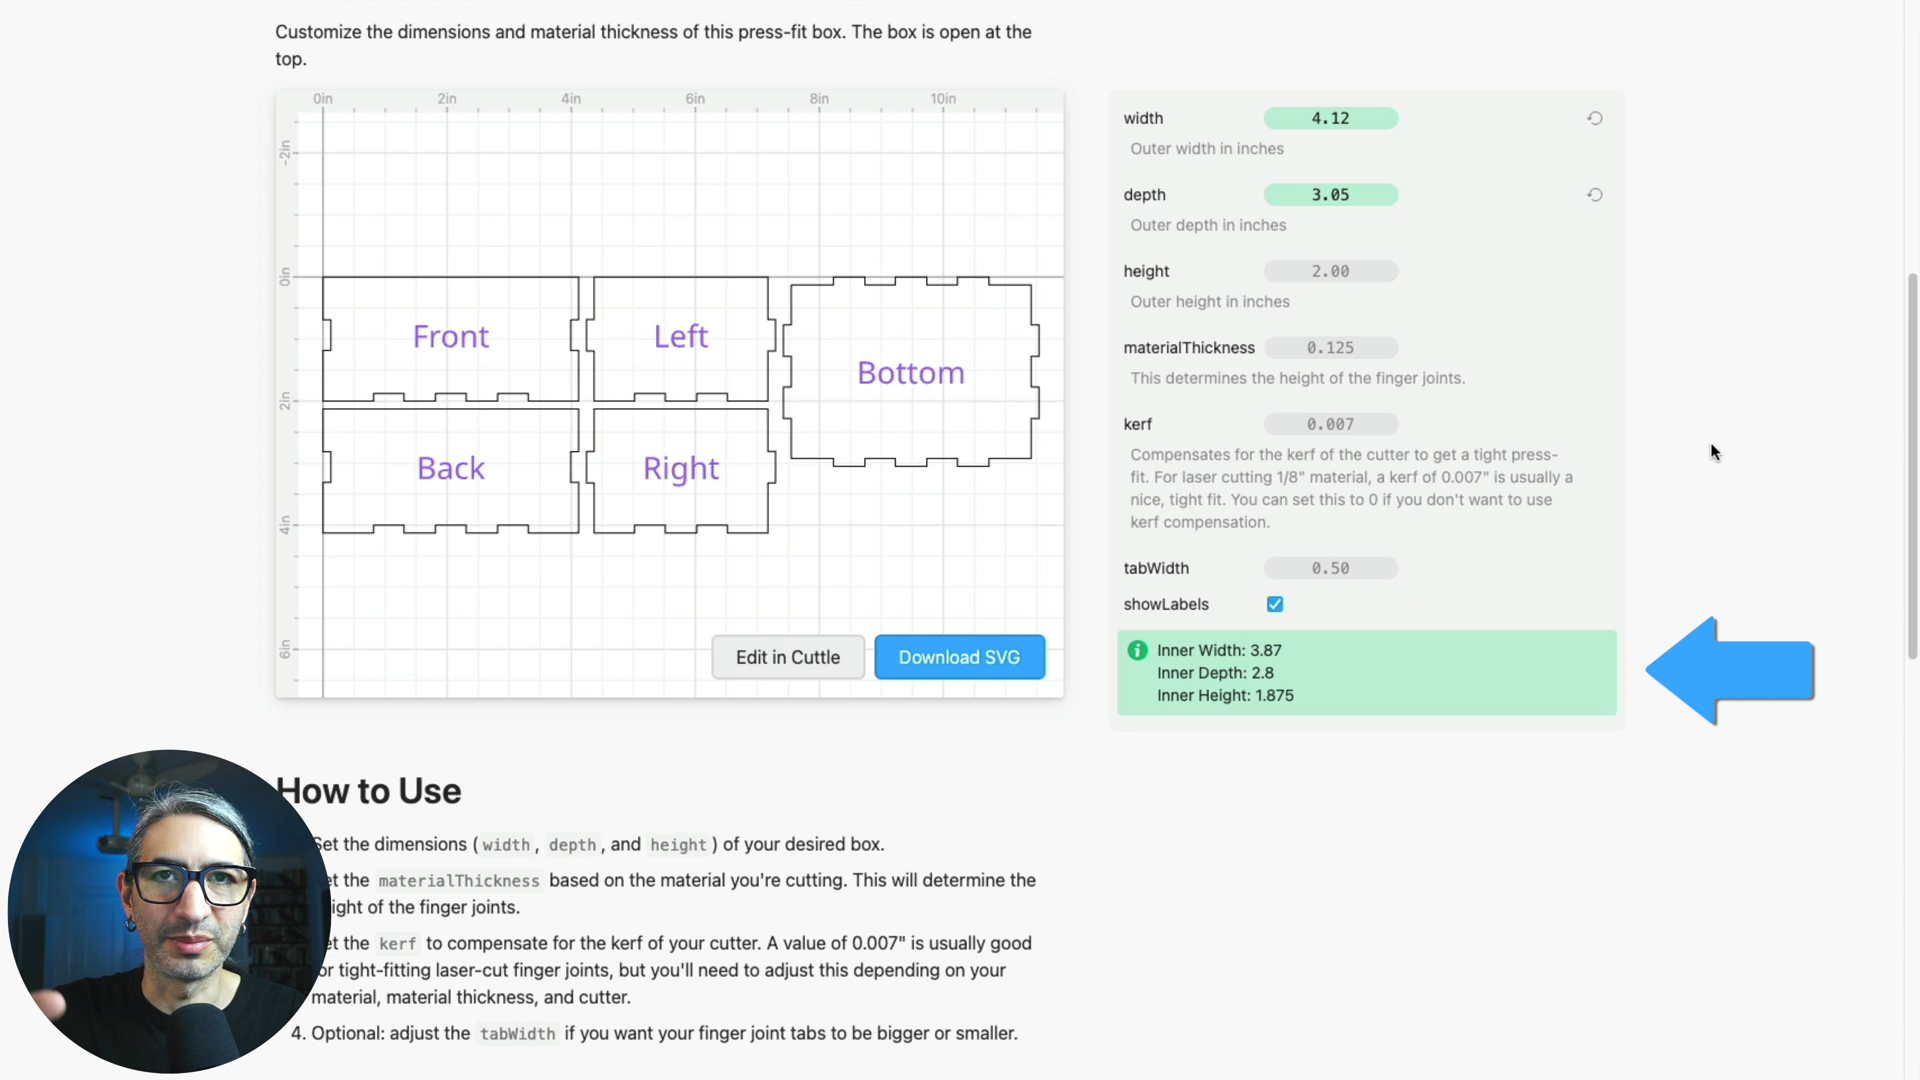 Customize the dimensions and material thickness of this press-fit box. The box is open at the
top.
0in 2in 4in 6in 8in 10in
-2in
0in
2in
4in
6in
Front
Left
Bottom
Back
Right
Edit in Cuttle
Download SVG
width 4.12
Outer width in inches
depth 3.05
Outer depth in inches
height 2.00
Outer height in inches
materialThickness 0.125
This determines the height of the finger joints.
kerf 0.007
Compensates for the kerf of the cutter to get a tight press-
fit. For laser cutting 1/8" material, a kerf of 0.007" is usually a
nice, tight fit. You can set this to 0 if you don't want to use
kerf compensation.
tabWidth 0.50
showLabels
Inner Width: 3.87
Inner Depth: 2.8
Inner Height: 1.875
How to Use
Set the dimensions ( width , depth , and height ) of your desired box.
et the materialThickness based on the material you're cutting. This will determine the
ight of the finger joints.
et the kerf to compensate for the kerf of your cutter. A value of 0.007" is usually good
or tight-fitting laser-cut finger joints, but you'll need to adjust this depending on your
material, material thickness, and cutter.
4. Optional: adjust the tabWidth if you want your finger joint tabs to be bigger or smaller.